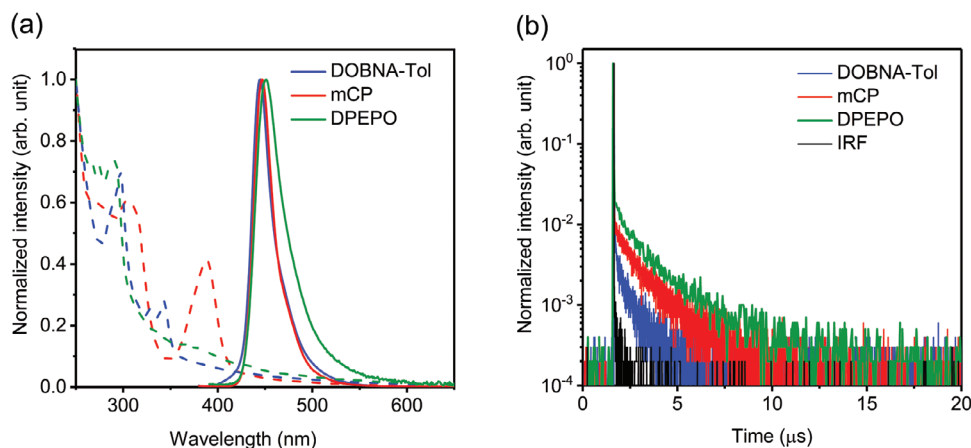 (a)
Normalized intensity (arb. unit)
1.0
0.8
0.6
0.4
0.2
0.0
DOBNA-Tol
mCP
DPEPO
300
400
500
600
Wavelength (nm)
(b)
Normalized intensity (arb. unit)
10⁰
10⁻¹
10⁻²
10⁻³
10⁻⁴
DOBNA-Tol
mCP
DPEPO
IRF
0
5
10
15
20
Time (μs)